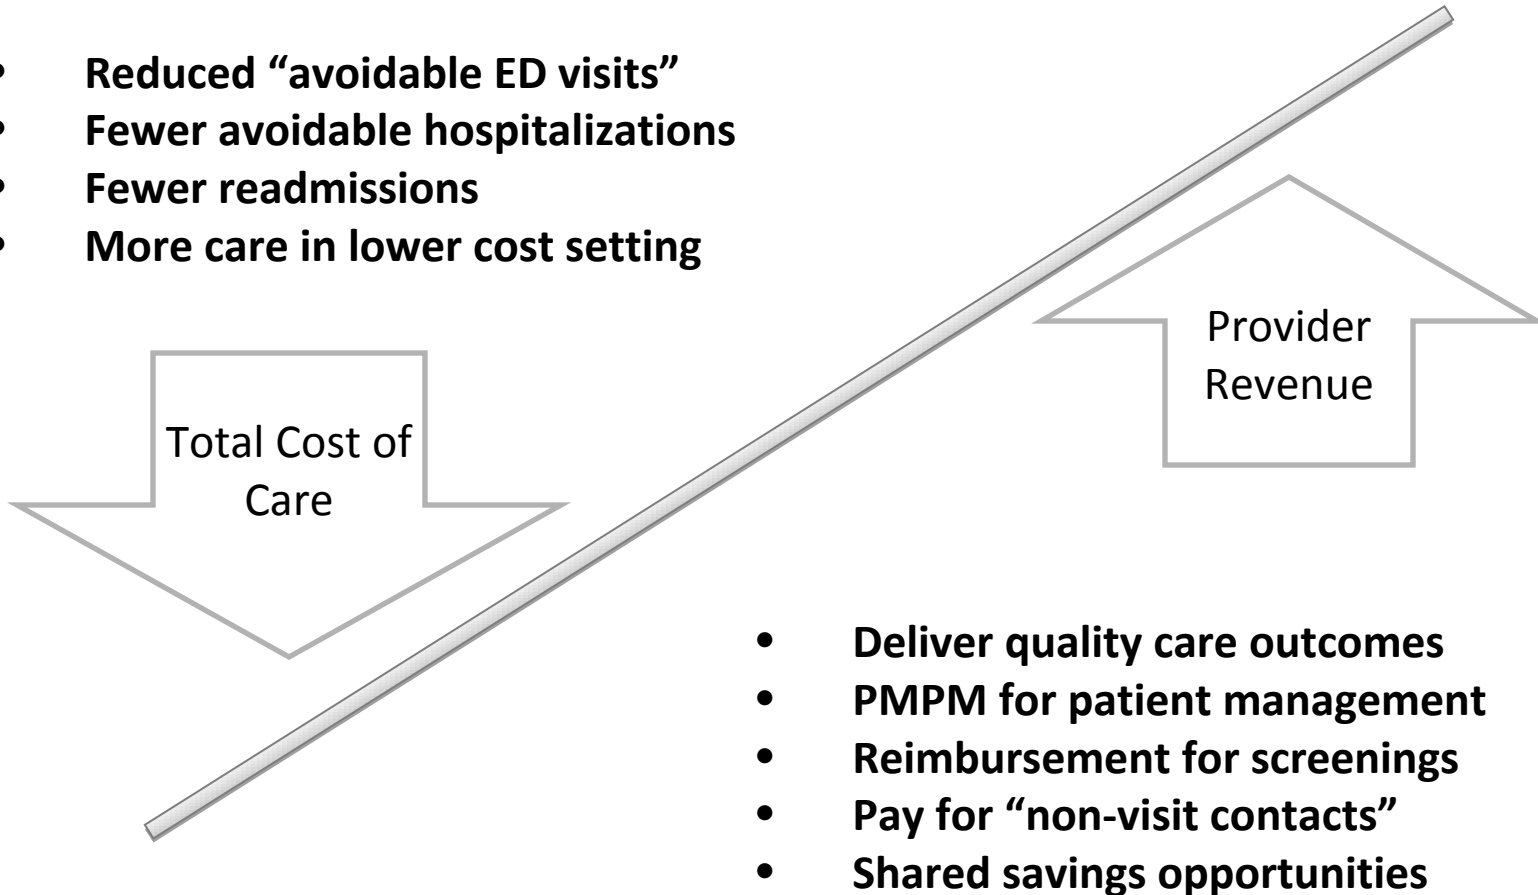 • Reduced “avoidable ED visits”
• Fewer avoidable hospitalizations
• Fewer readmissions
• More care in lower cost setting
Total Cost of
Care
Provider
Revenue
• Deliver quality care outcomes
• PMPM for patient management
• Reimbursement for screenings
• Pay for “non-visit contacts”
• Shared savings opportunities